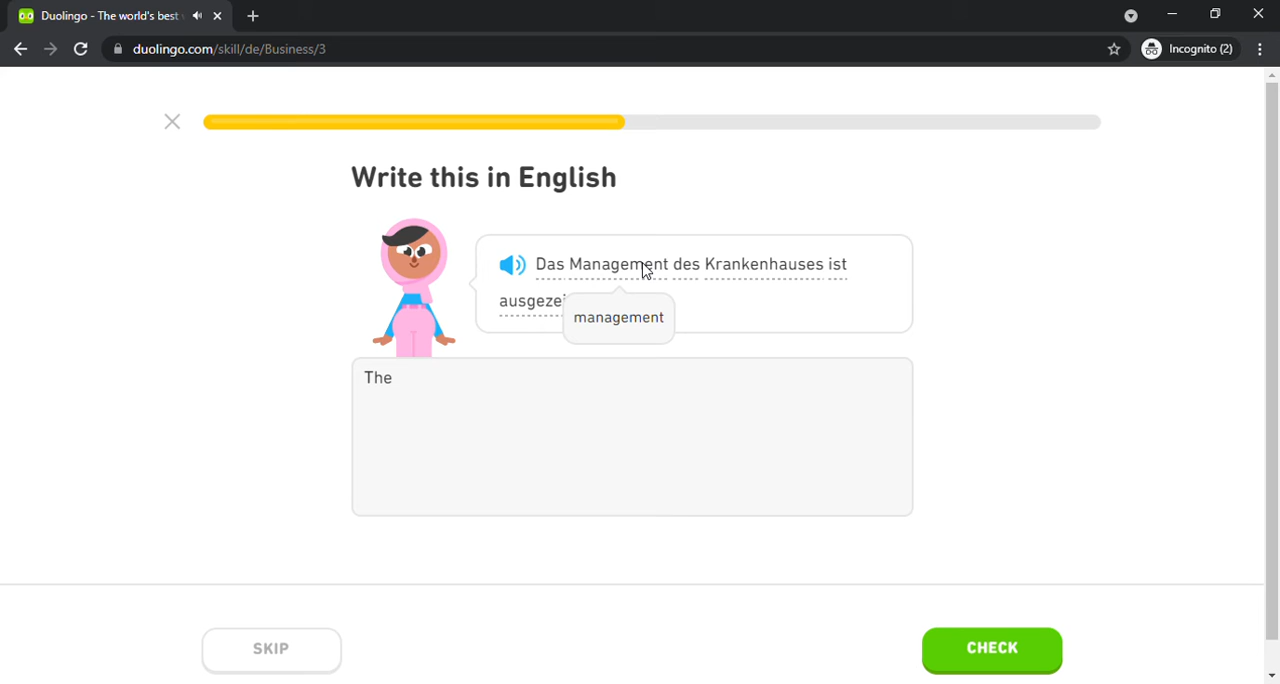 Duolingo - The world's best
duolingo.com/skill/de/Business/3
Incognito (2)
Write this in English
Das Management des Krankenhauses ist
management
The
SKIP
CHECK